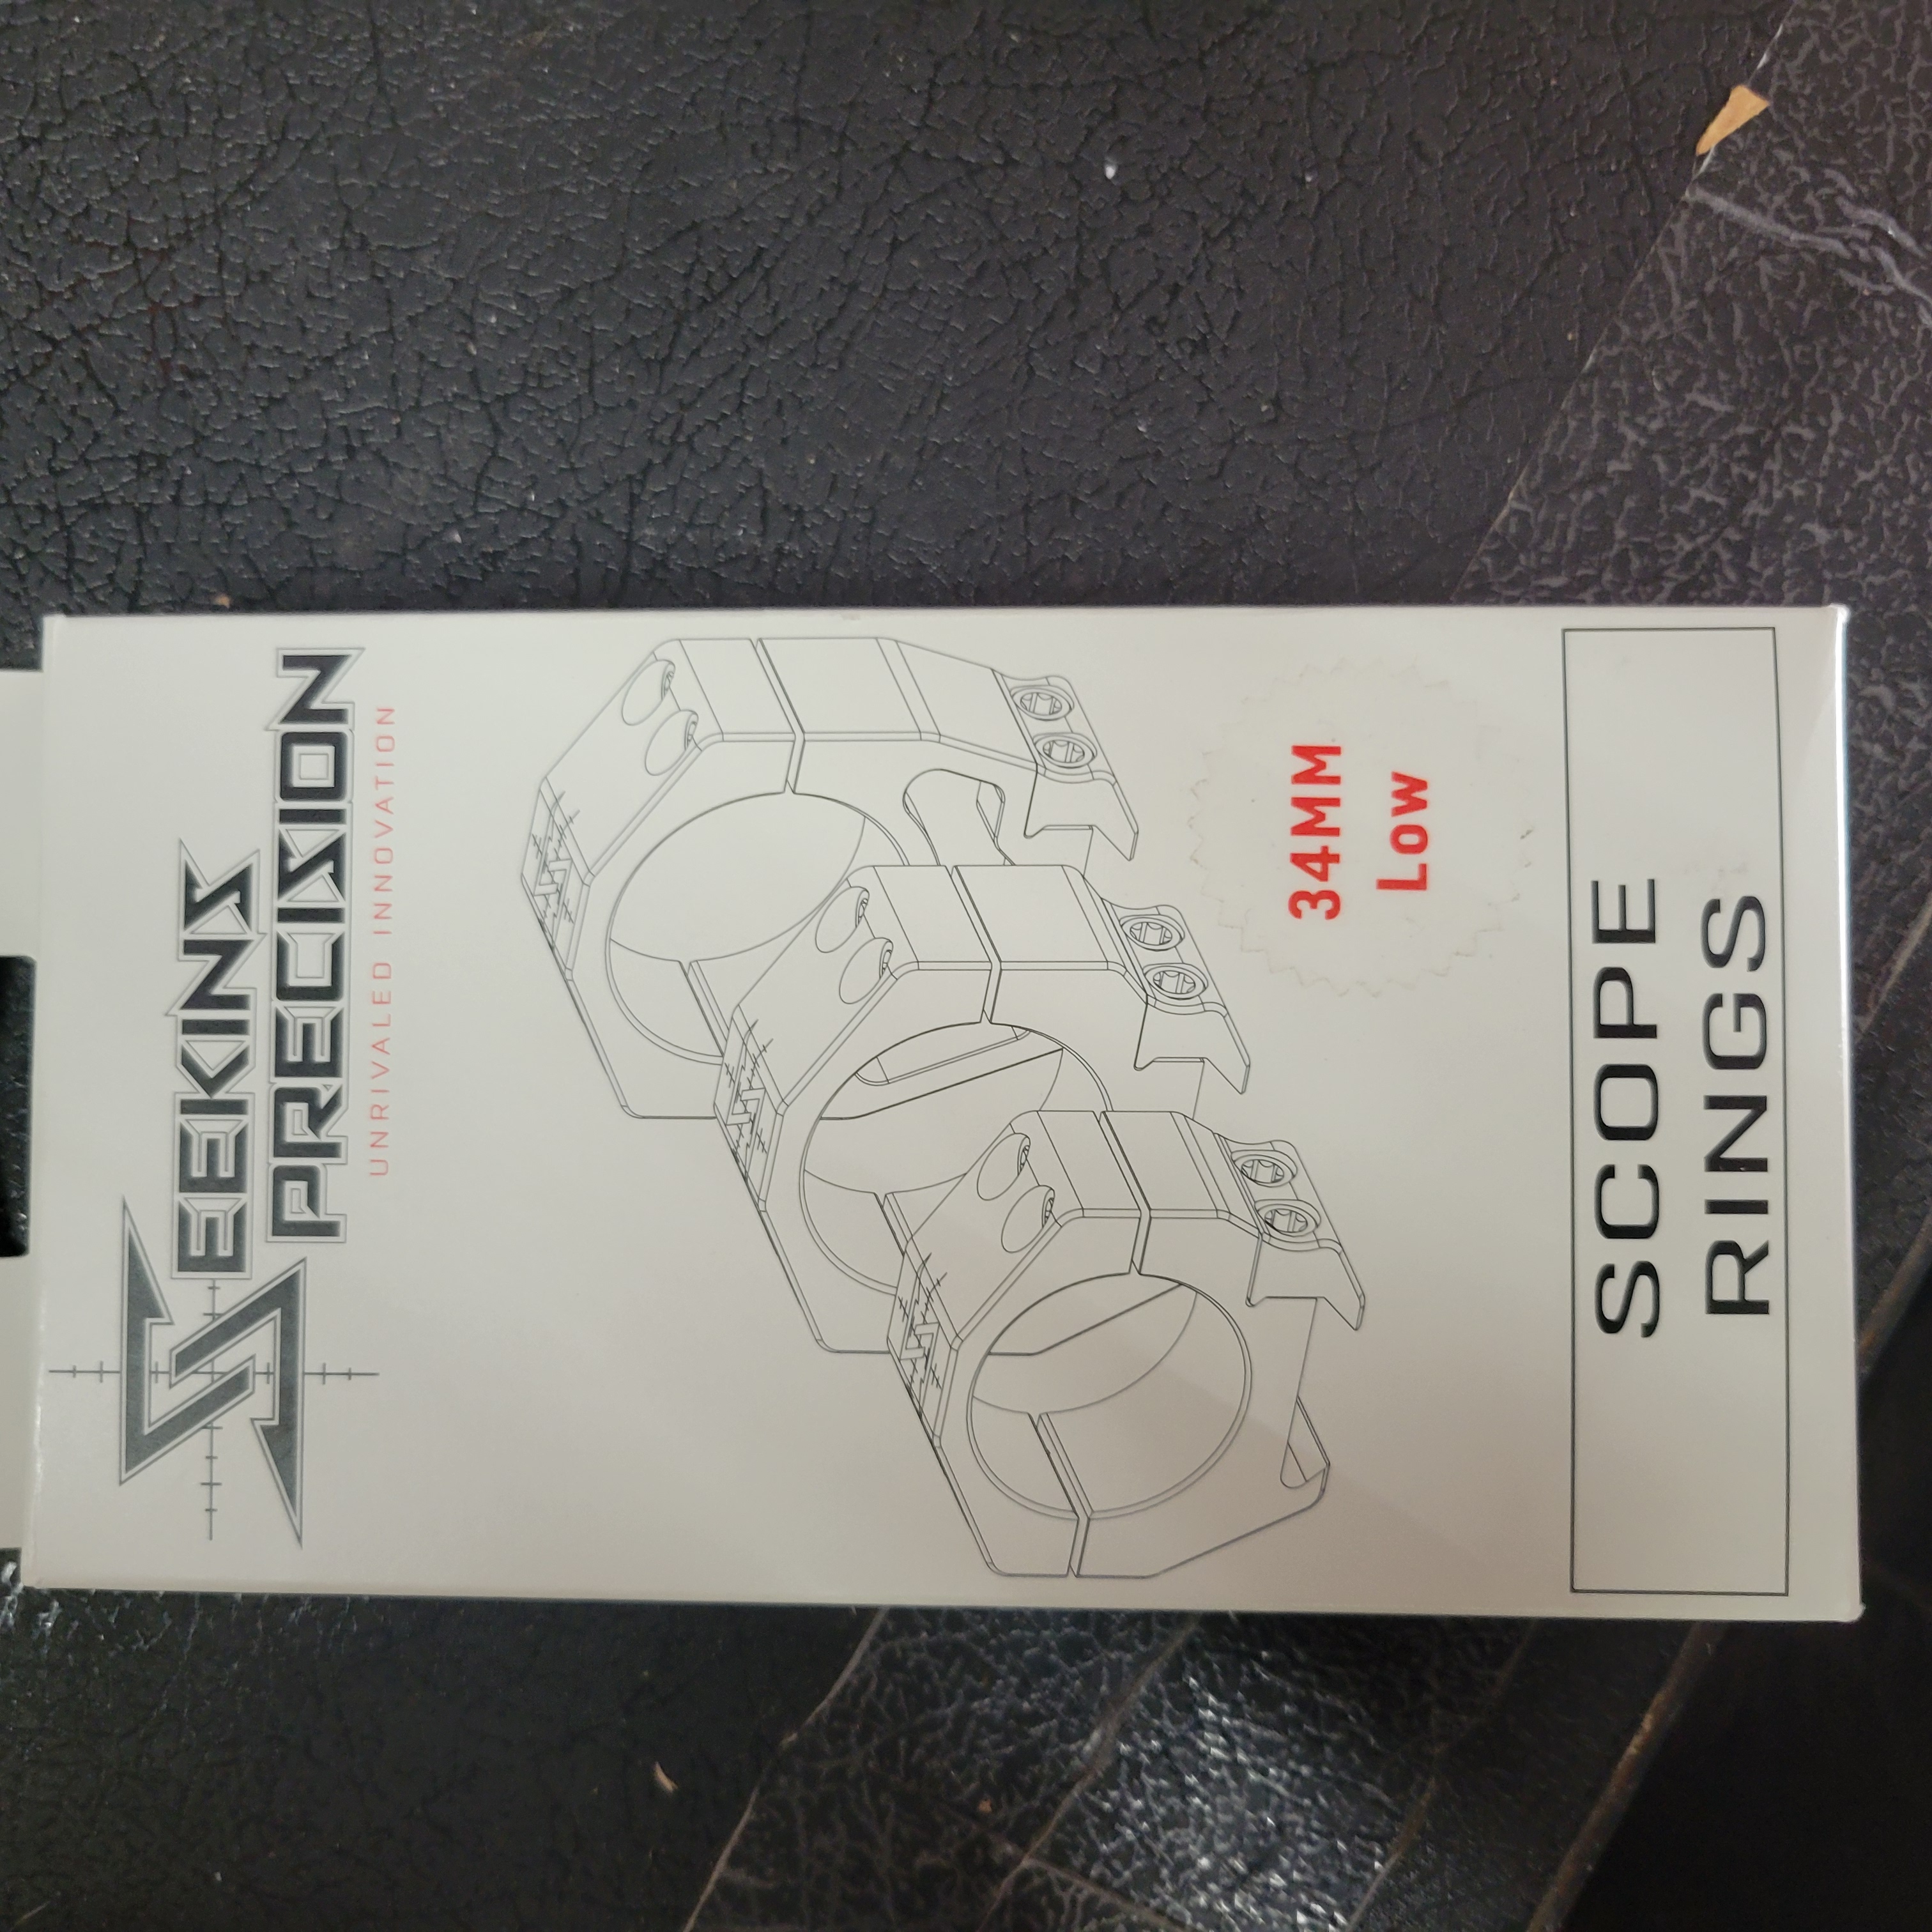 SEEKINS
PRECISION
UNRIVALED INNOVATION
34MM
Low
SCOPE
RINGS